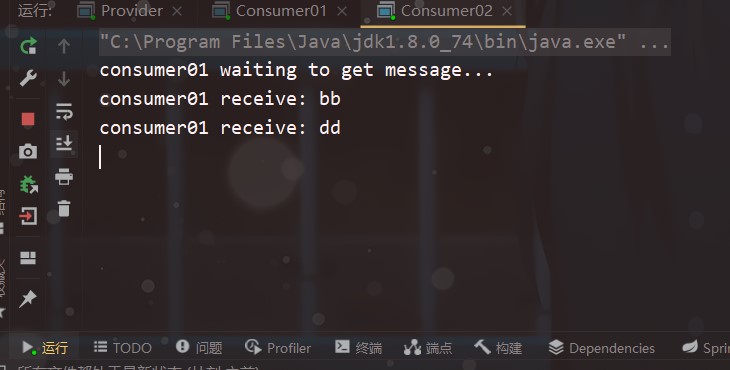 运行: Provider Consumer01 Consumer02
"C:\Program Files\Java\jdk1.8.0_74\bin\java.exe" ...
consumer01 waiting to get message...
consumer01 receive: bb
consumer01 receive: dd
运行 TODO 问题 Profiler 终端 端点 构建 Dependencies